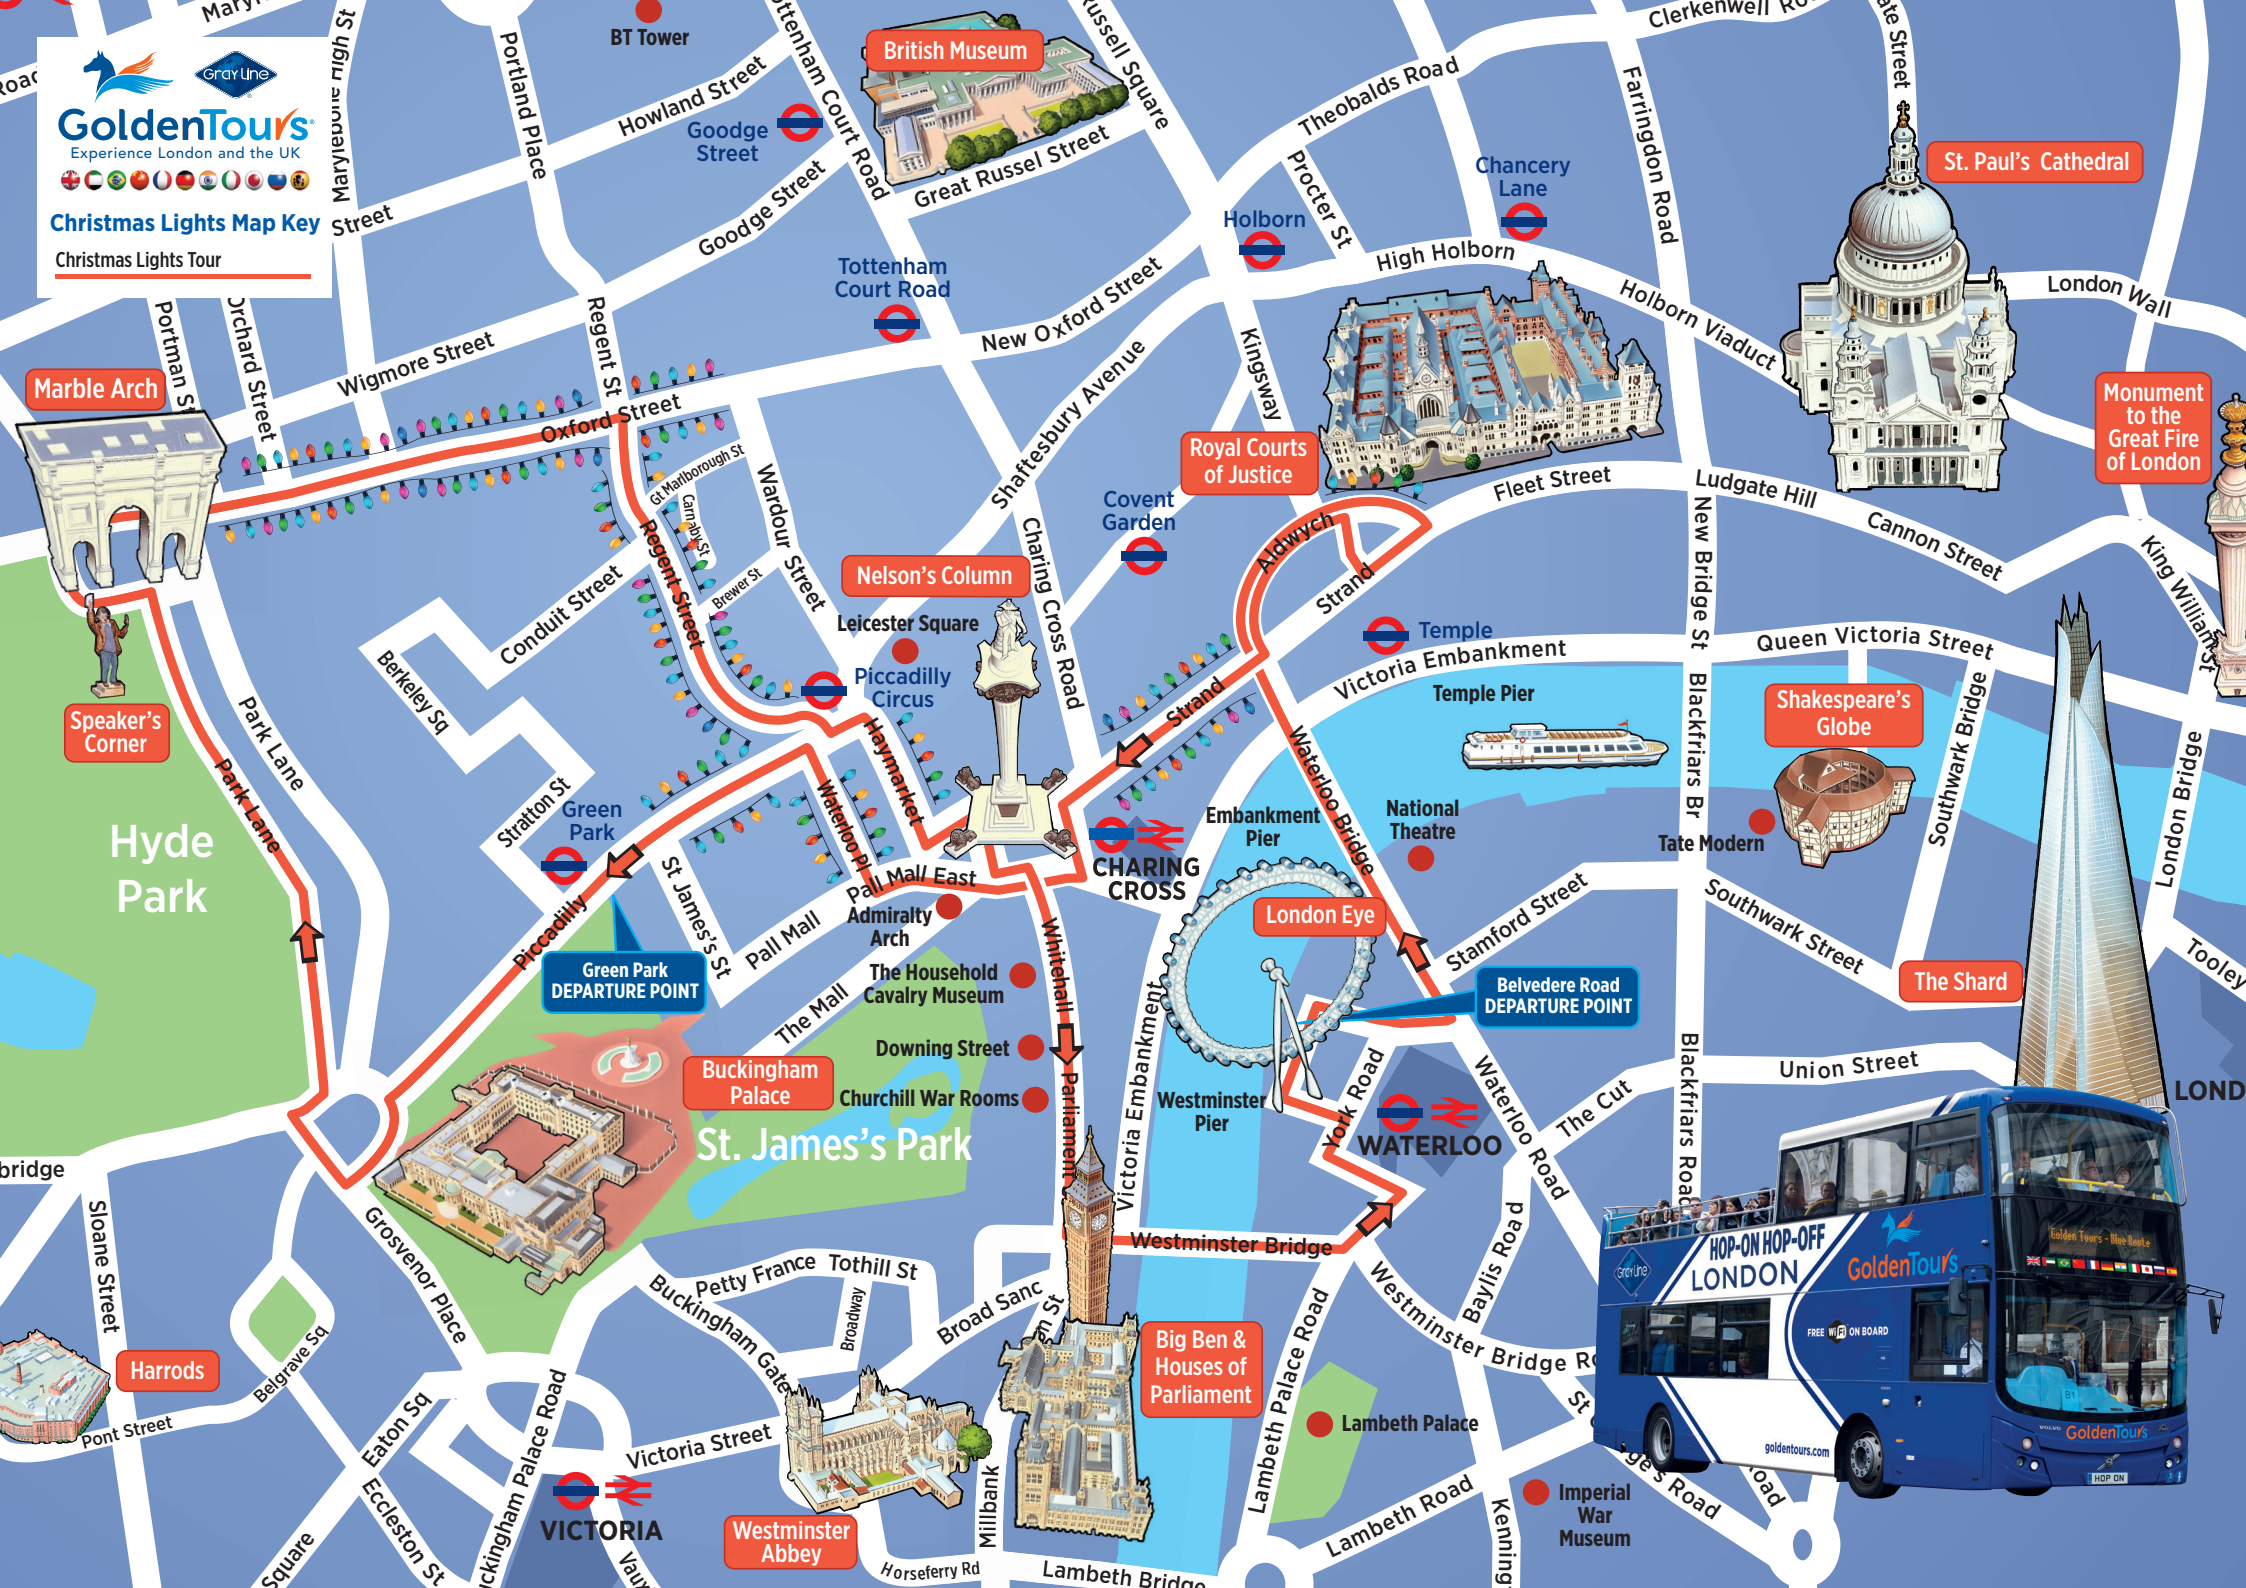 GrayLine
GoldenTours
Experience London and the UK
Christmas Lights Map Key
Christmas Lights Tour
Marylebone High St
Street
Portland Place
BT Tower
Howland Street
Goodge
Street
Tottenham Court Road
British Museum
Russell Square
Great Russel Street
Goodge Street
Theobalds Road
Procter St
Clerkenwell
Farringdon Road
Chancery
Lane
Holborn
High Holborn
Holborn Viaduct
St. Paul's Cathedral
London Wall
Tottenham
Court Road
New Oxford Street
Portman St
Orchard Street
Wigmore Street
Regent St
Kingsway
Shaftesbury Avenue
Marble Arch
Oxford Street
Gt Marlborough St
Carnaby St
Wardour Street
Brewer St
Regent Street
Conduit Street
Royal Courts
of Justice
Covent
Garden
Fleet Street
Ludgate Hill
Cannon Street
Monument
to the
Great Fire
of London
King William St
Aldwych
Strand
Nelson's Column
Charing Cross Road
Leicester Square
Piccadilly
Circus
Temple
Victoria Embankment
New Bridge St
Queen Victoria Street
Speaker's
Corner
Park Lane
Park Lane
Berkeley Sq
Stratton St
Haymarket
Waterloo Pl
Strand
Waterloo Bridge
Temple Pier
Blackfriars Br
Shakespeare's
Globe
Southwark Bridge
London Bridge
Hyde
Park
Green
Park
St James's St
Pall Mall
Pall Mall East
Admiralty
Arch
CHARING
CROSS
Embankment
Pier
National
Theatre
Tate Modern
London Eye
Stamford Street
Southwark Street
The Shard
Tooley
Piccadilly
Green Park
DEPARTURE POINT
The Mall
The Household
Cavalry Museum
Whitehall
Victoria Embankment
Belvedere Road
DEPARTURE POINT
Downing Street
Churchill War Rooms
Buckingham
Palace
St. James's Park
Parliament
Westminster
Pier
York Road
WATERLOO
Waterloo Road
The Cut
Union Street
Blackfriars Road
LOND
bridge
Sloane Street
Grosvenor Place
Westminster Bridge
Baylis Road
Westminster Bridge
Petty France
Tothill St
Broadway
Buckingham Gate
Broad Sanc
Harrods
Pont Street
Belgrave Sq
Eaton Sq
Eccleston St
Buckingham Palace Road
Victoria Street
VICTORIA
Westminster
Abbey
Millbank
Horseferry Rd
Big Ben &
Houses of
Parliament
Lambeth Palace Road
Lambeth Palace
Lambeth Bridge
Lambeth Road
Imperial
War
Museum
Kenning
Square
Vaux
ge's Road
oad
GrayLine
HOP-ON HOP-OFF
LONDON
GoldenTours
FREE WiFi ON BOARD
goldentours.com
Golden Tours - Blue Route
B1
VOLVO
GoldenTours
HOP ON